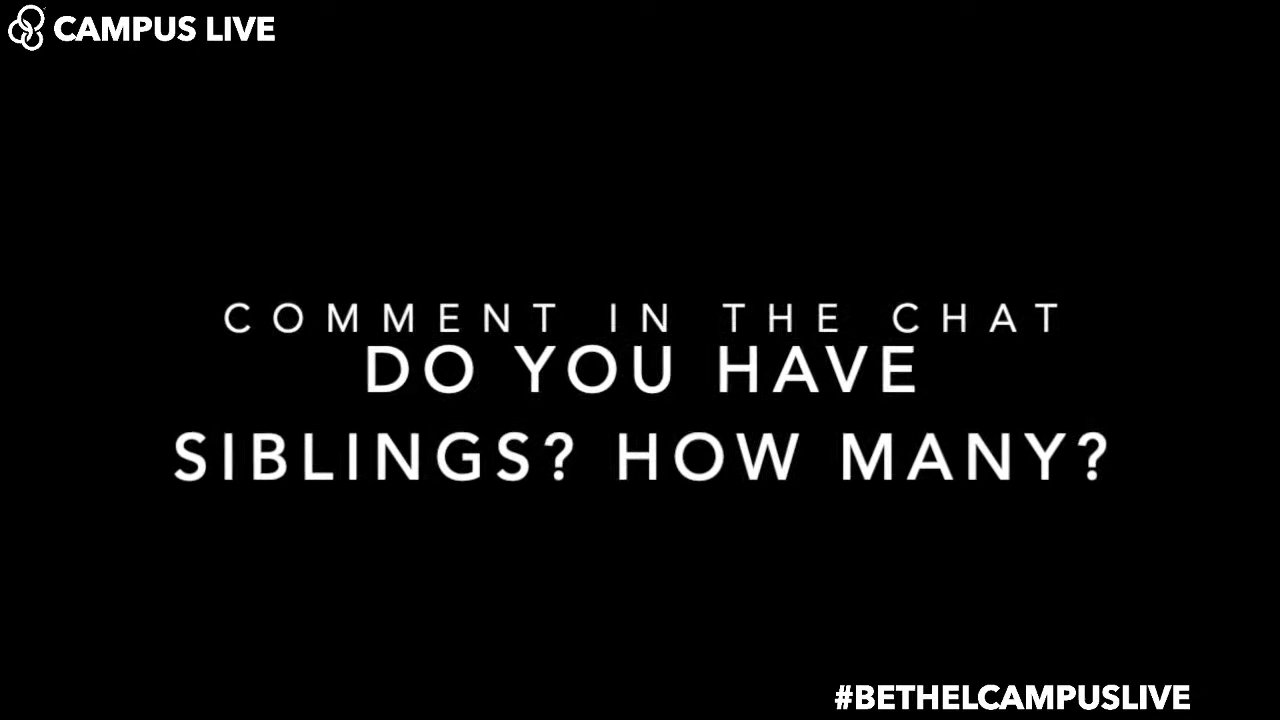 CAMPUS LIVE
COMMENT IN THE CHAT
DO YOU HAVE
SIBLINGS? HOW MANY?
#BETHELCAMPUSLIVE